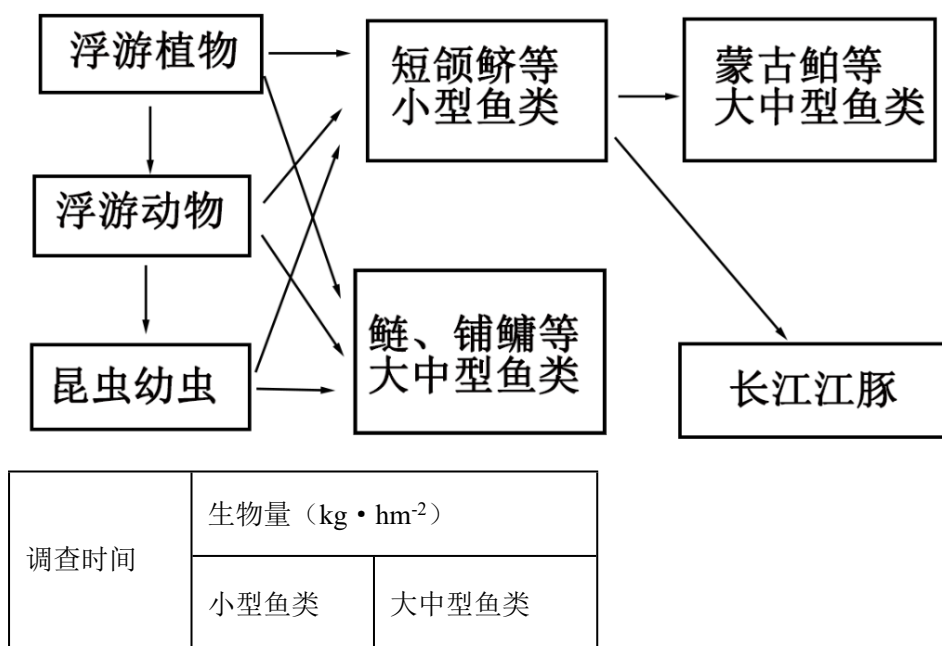 浮游植物
短颌鲚等
小型鱼类
蒙古鲌等
大中型鱼类
浮游动物
鲢、铺鳙等
大中型鱼类
昆虫幼虫
长江江豚
调查时间
生物量（kg·hm-2）
小型鱼类
大中型鱼类